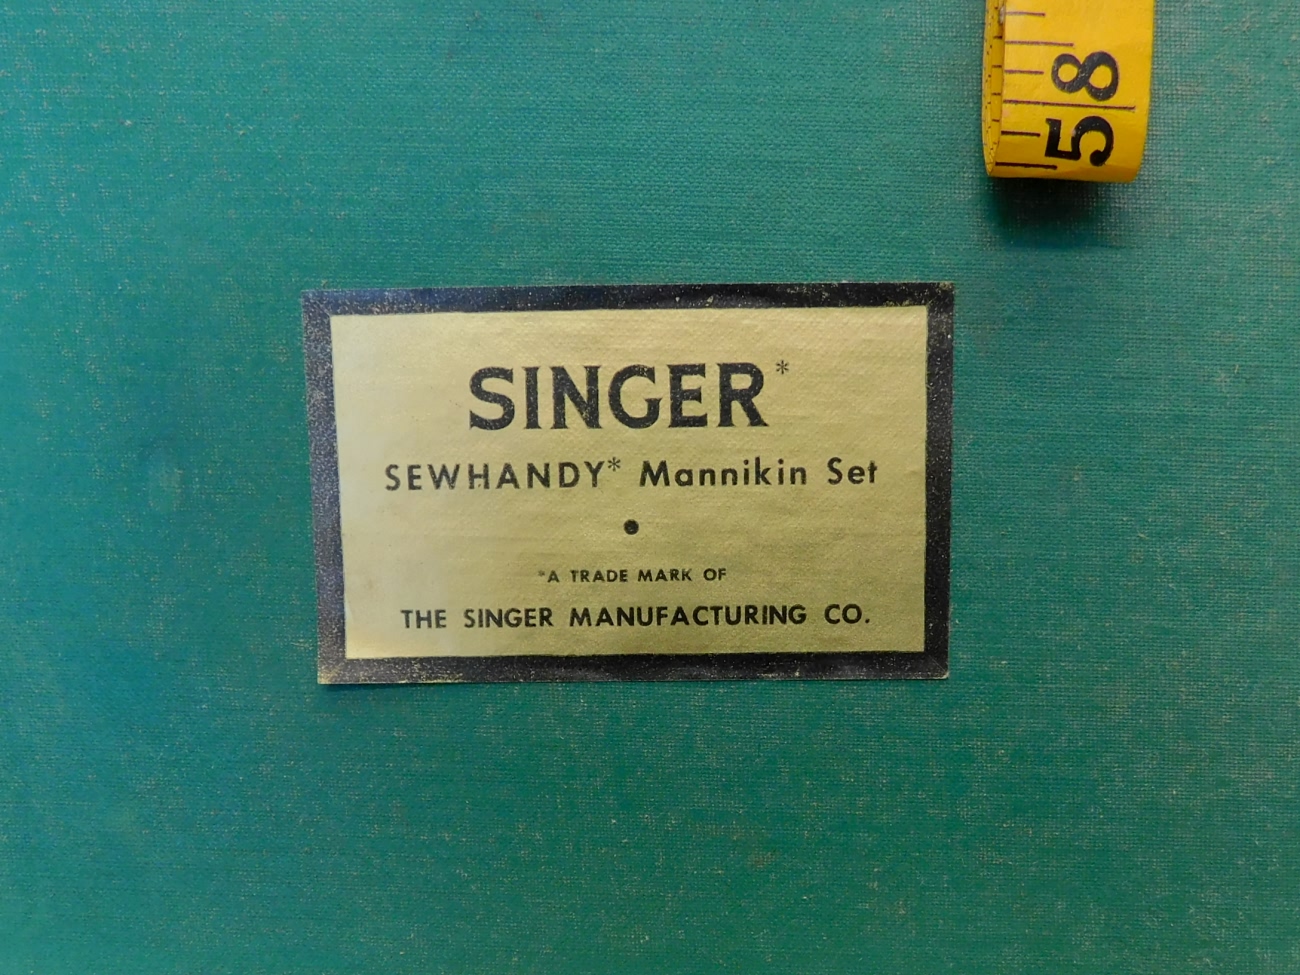 58
SINGER*
SEWHANDY* Mannikin Set
•
*A TRADE MARK OF
THE SINGER MANUFACTURING CO.